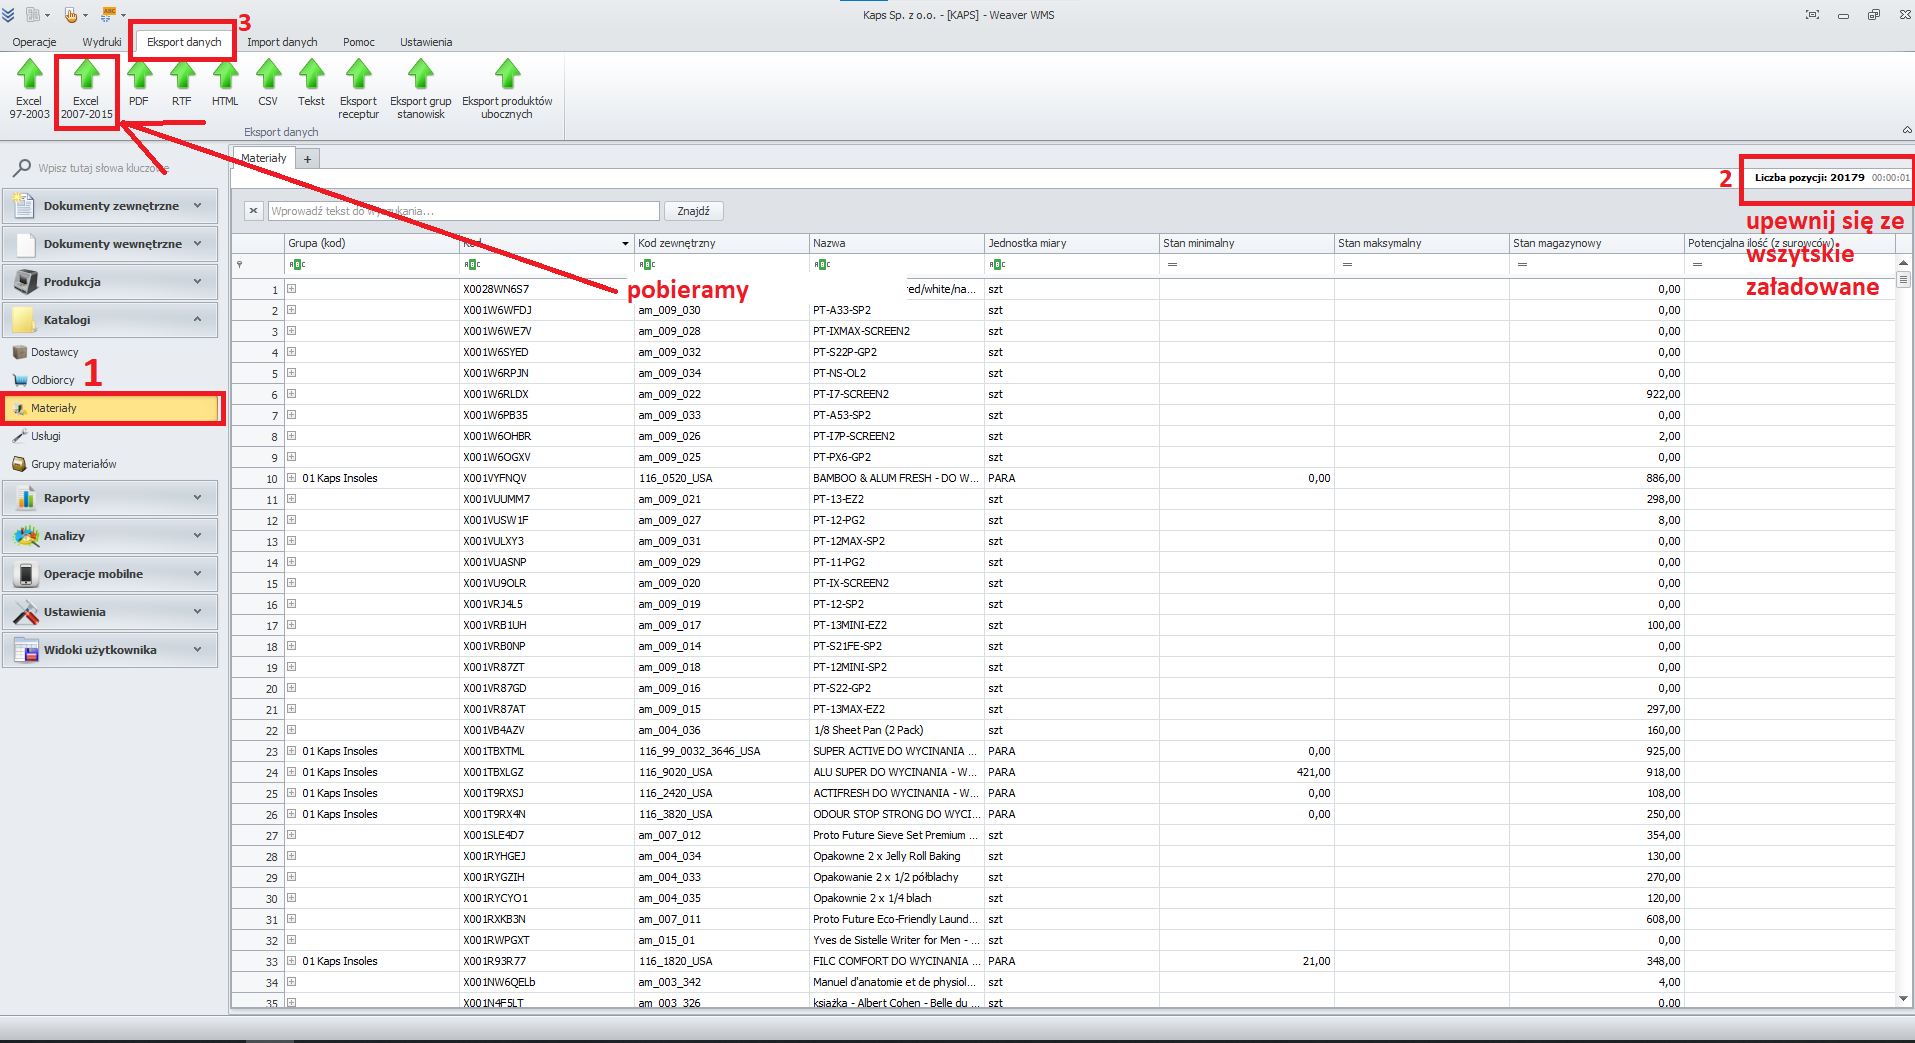 Kaps Sp. z o.o. - [KAPS] - Weaver WMS
Operacje Wydruki Eksport danych 3 Import danych Pomoc Ustawienia
Excel 97-2003 Excel 2007-2015 PDF RTF HTML CSV Tekst Eksport receptur Eksport grup stanowisk Eksport produktów ubocznych
Eksport danych
Wpisz tutaj słowa kluczowe
Dokumenty zewnętrzne
Dokumenty wewnętrzne
Produkcja
Katalogi
Dostawcy
Odbiorcy
1
Materiały
Usługi
Grupy materiałów
Raporty
Analizy
Operacje mobilne
Ustawienia
Widoki użytkownika
Materiały +
2 Liczba pozycji: 20179 00:00:01
upewnij się ze
wszytskie
załadowane
Wprowadź tekst do wyszukania... Znajdź
pobieramy
Grupa (kod) Kod Kod zewnętrzny Nazwa Jednostka miary Stan minimalny Stan maksymalny Stan magazynowy Potencjalna ilość (z surowców)
1 X0028WN6S7 red/white/na... szt 0,00
2 X001W6WFDJ am_009_030 PT-A33-SP2 szt 0,00
3 X001W6WE7V am_009_028 PT-IXMAX-SCREEN2 szt 0,00
4 X001W6SYED am_009_032 PT-S22P-GP2 szt 0,00
5 X001W6RPJN am_009_034 PT-NS-OL2 szt 0,00
6 X001W6RLDX am_009_022 PT-I7-SCREEN2 szt 922,00
7 X001W6PB35 am_009_033 PT-A53-SP2 szt 0,00
8 X001W6OHBR am_009_026 PT-I7P-SCREEN2 szt 2,00
9 X001W6OGXV am_009_025 PT-PX6-GP2 szt 0,00
10 01 Kaps Insoles X001VYFNQV 116_0520_USA BAMBOO & ALUM FRESH - DO W... PARA 0,00 886,00
11 X001VUUMM7 am_009_021 PT-13-EZ2 szt 298,00
12 X001VUSW1F am_009_027 PT-12-PG2 szt 8,00
13 X001VULXY3 am_009_031 PT-12MAX-SP2 szt 0,00
14 X001VUASNP am_009_029 PT-11-PG2 szt 0,00
15 X001VU9OLR am_009_020 PT-IX-SCREEN2 szt 0,00
16 X001VRJ4L5 am_009_019 PT-12-SP2 szt 0,00
17 X001VRB1UH am_009_017 PT-13MINI-EZ2 szt 100,00
18 X001VRB0NP am_009_014 PT-S21FE-SP2 szt 0,00
19 X001VR87ZT am_009_018 PT-12MINI-SP2 szt 0,00
20 X001VR87GD am_009_016 PT-S22-GP2 szt 0,00
21 X001VR87AT am_009_015 PT-13MAX-EZ2 szt 297,00
22 X001VB4AZV am_004_036 1/8 Sheet Pan (2 Pack) szt 160,00
23 01 Kaps Insoles X001TBXTML 116_99_0032_3646_USA SUPER ACTIVE DO WYCINANIA ... PARA 0,00 925,00
24 01 Kaps Insoles X001TBXLGZ 116_9020_USA ALU SUPER DO WYCINANIA - W... PARA 421,00 918,00
25 01 Kaps Insoles X001T9RXSJ 116_2420_USA ACTIFRESH DO WYCINANIA - W... PARA 0,00 108,00
26 01 Kaps Insoles X001T9RX4N 116_3820_USA ODOUR STOP STRONG DO WYCI... PARA 0,00 250,00
27 X001SLE4D7 am_007_012 Proto Future Sieve Set Premium ... szt 354,00
28 X001RYHGEJ am_004_034 Opakowne 2 x Jelly Roll Baking szt 130,00
29 X001RYGZIH am_004_033 Opakowanie 2 x 1/2 półblachy szt 270,00
30 X001RYCYO1 am_004_035 Opakownie 2 x 1/4 blach szt 120,00
31 X001RXKB3N am_007_011 Proto Future Eco-Friendly Laund... szt 608,00
32 X001RWPGXT am_015_01 Yves de Sistelle Writer for Men - ... szt 0,00
33 01 Kaps Insoles X001R93R77 116_1820_USA FILC COMFORT DO WYCINANIA ... PARA 21,00 348,00
34 X001NW6QELb am_003_342 Manuel d'anatomie et de physiol... szt 4,00
35 X001N4F5LT am_003_326 książka - Albert Cohen - Belle du ... szt 0,00